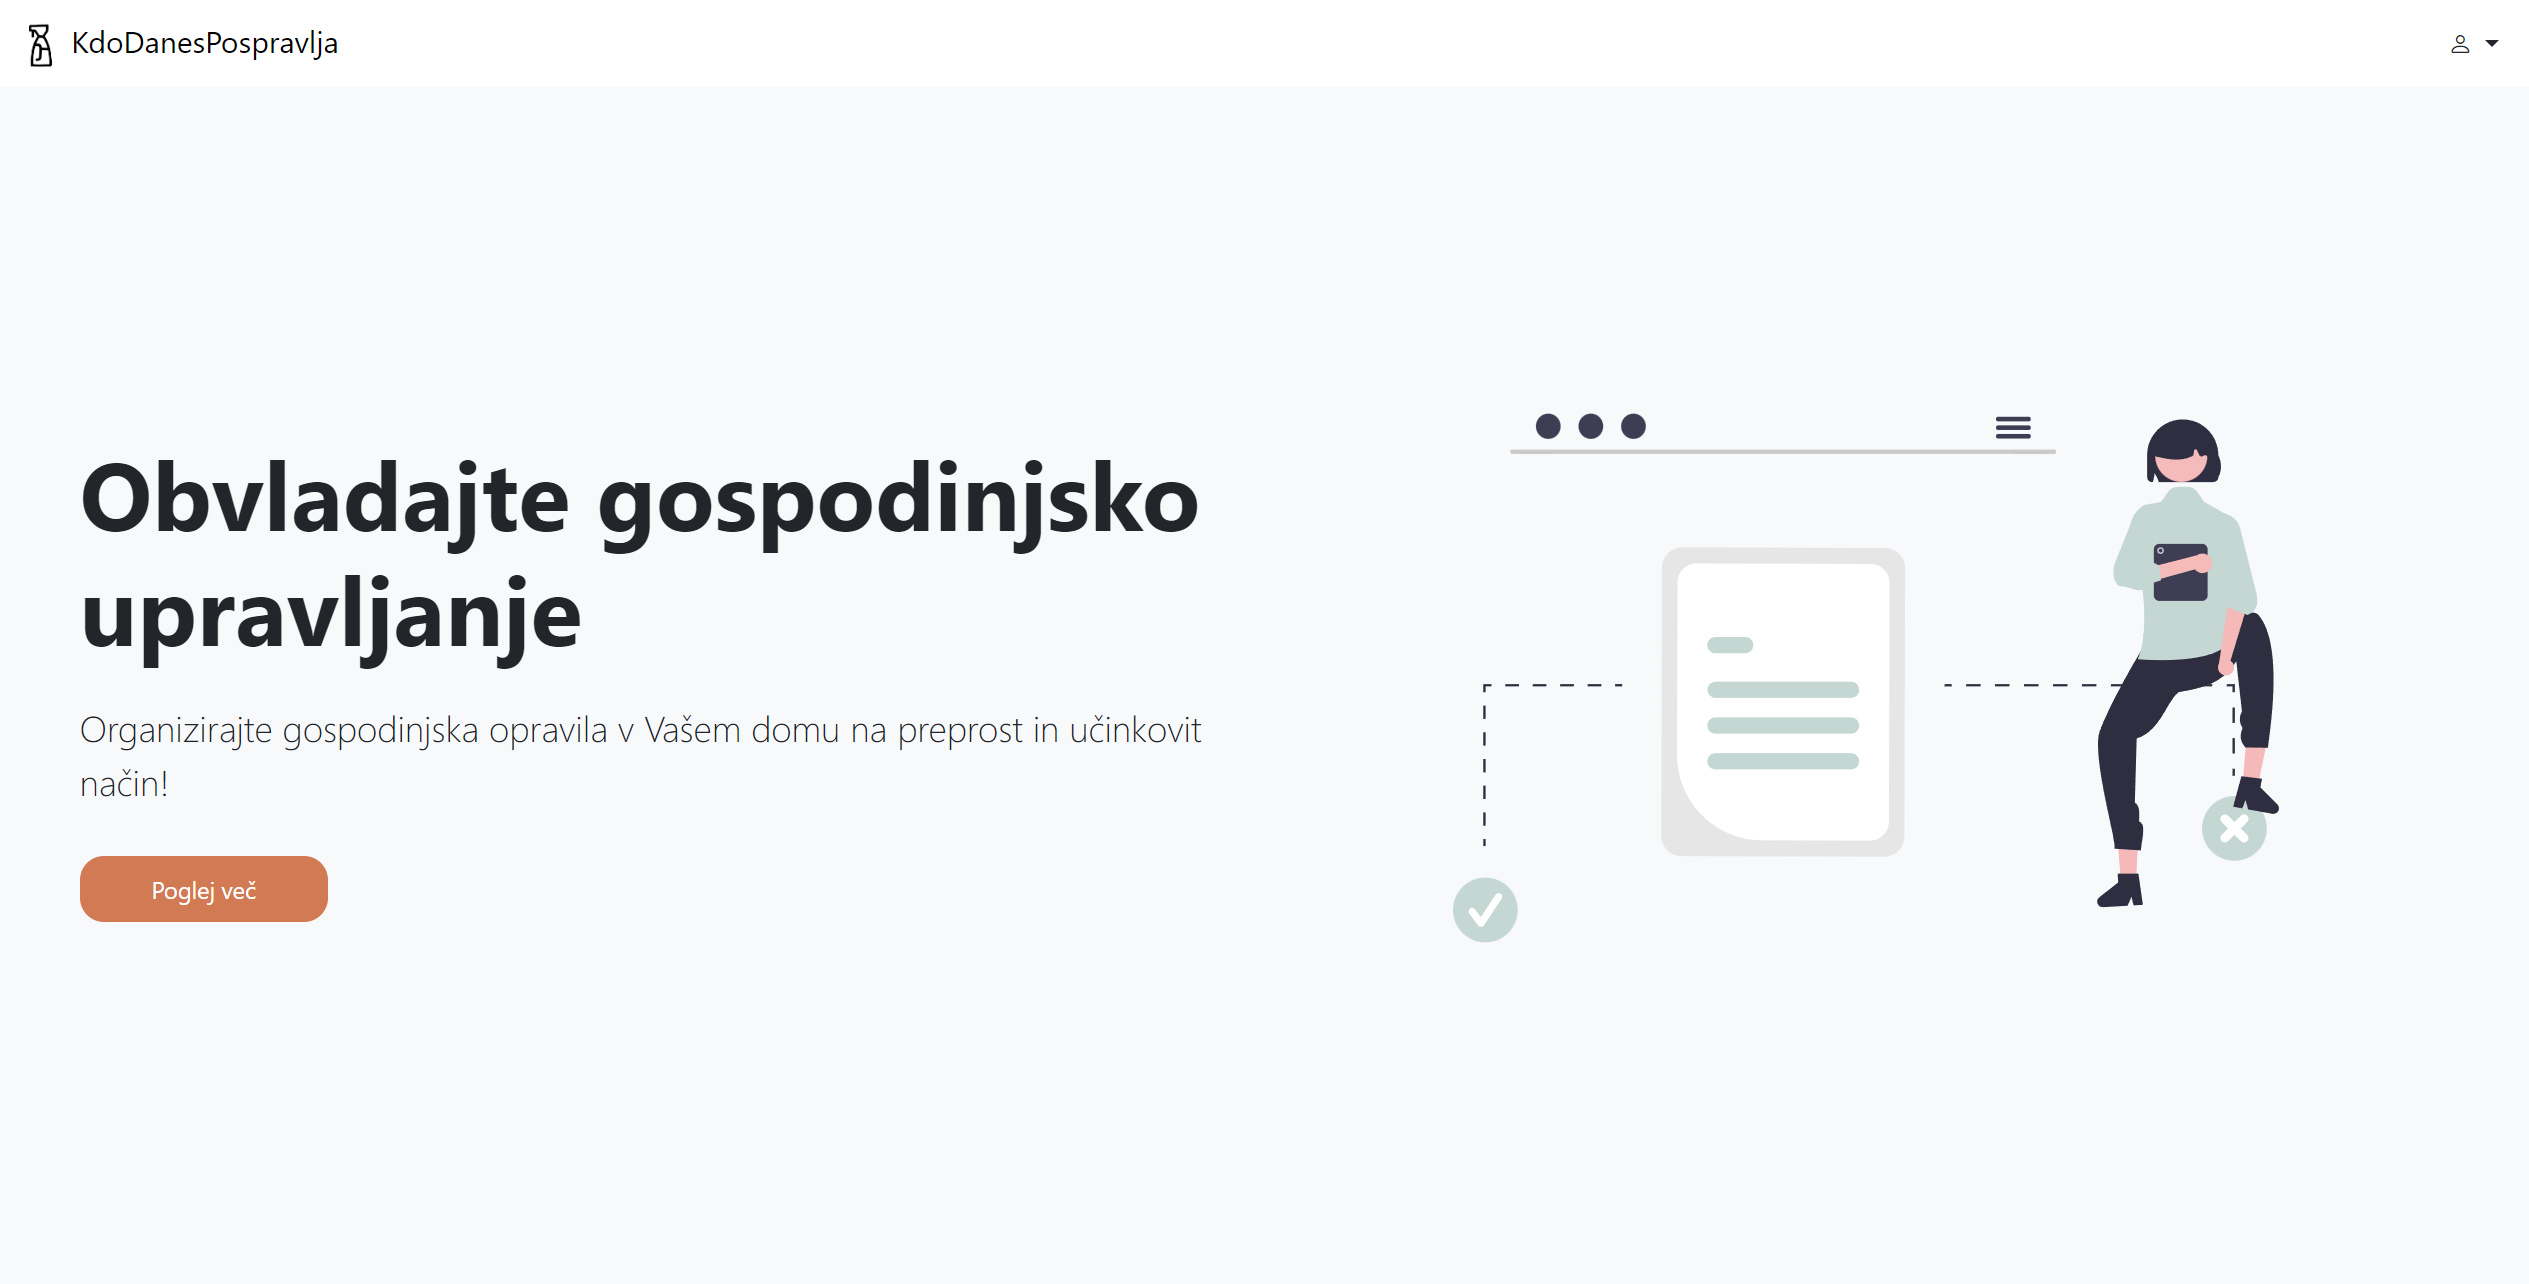 KdoDanesPospravlja
Obvladajte gospodinjsko
upravljanje
Organizirajte gospodinjska opravila v Vašem domu na preprost in učinkovit
način!
Poglej več